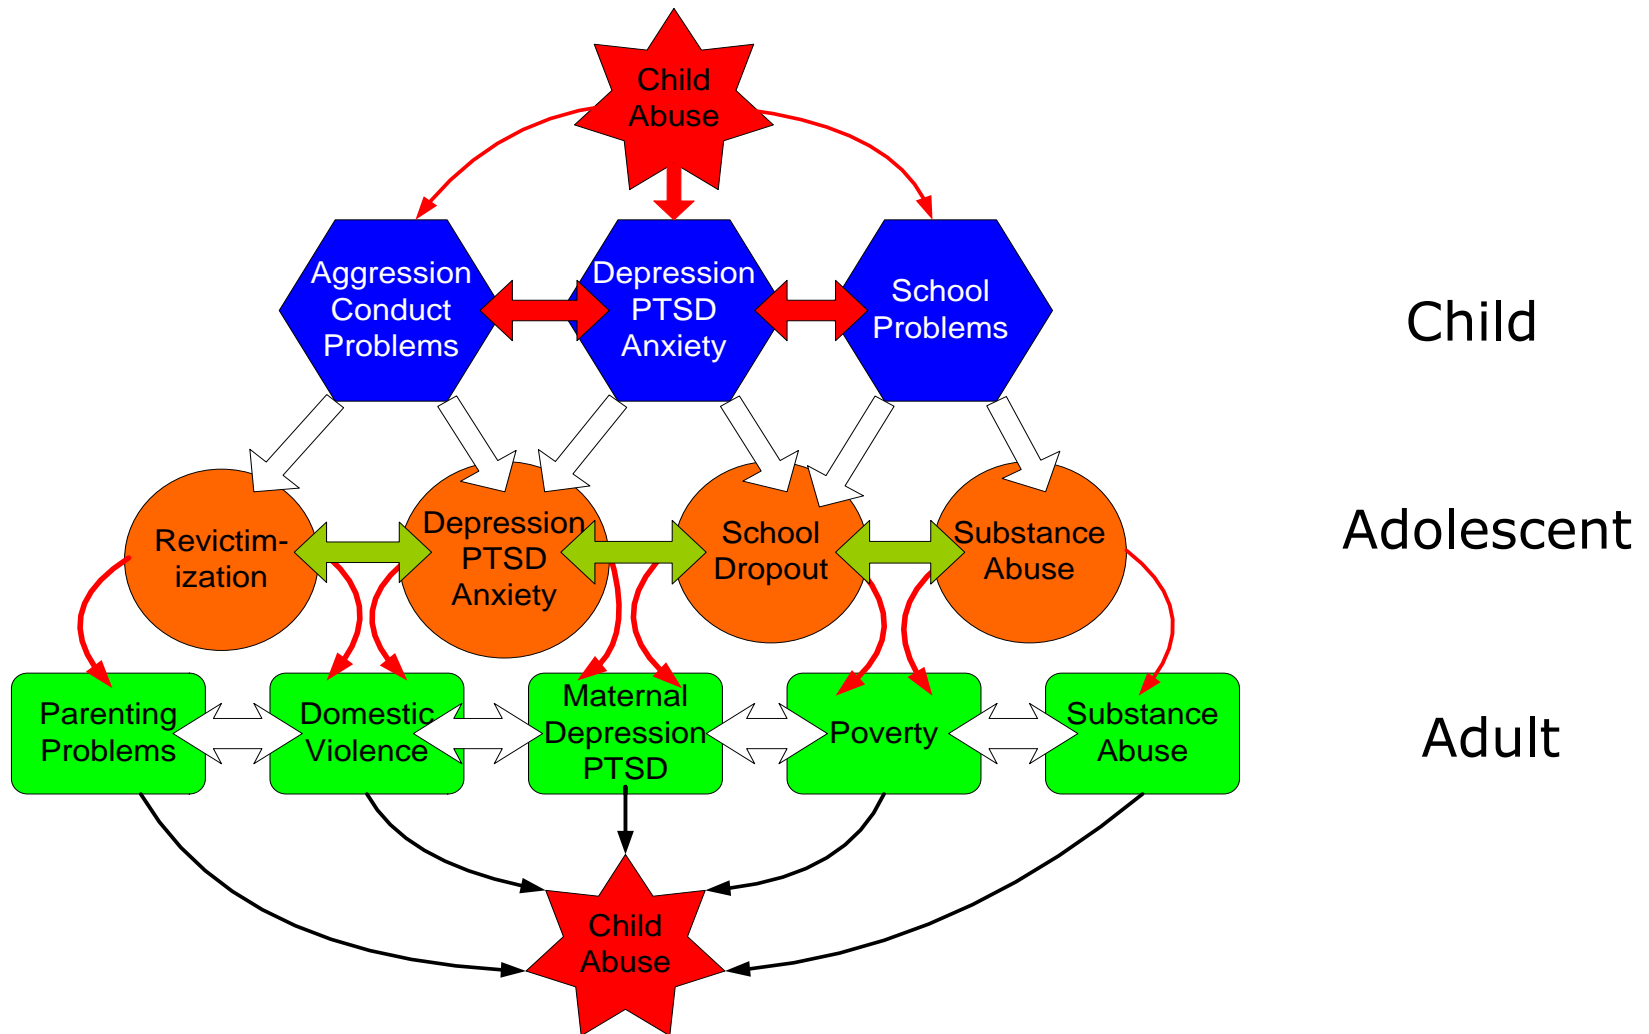 Child
Abuse
Aggression
Conduct
Problems
Depression
PTSD
Anxiety
School
Problems
Child
Revictim-
ization
Depression
PTSD
Anxiety
School
Dropout
Substance
Abuse
Adolescent
Parenting
Problems
Domestic
Violence
Maternal
Depression
PTSD
Poverty
Substance
Abuse
Adult
Child
Abuse